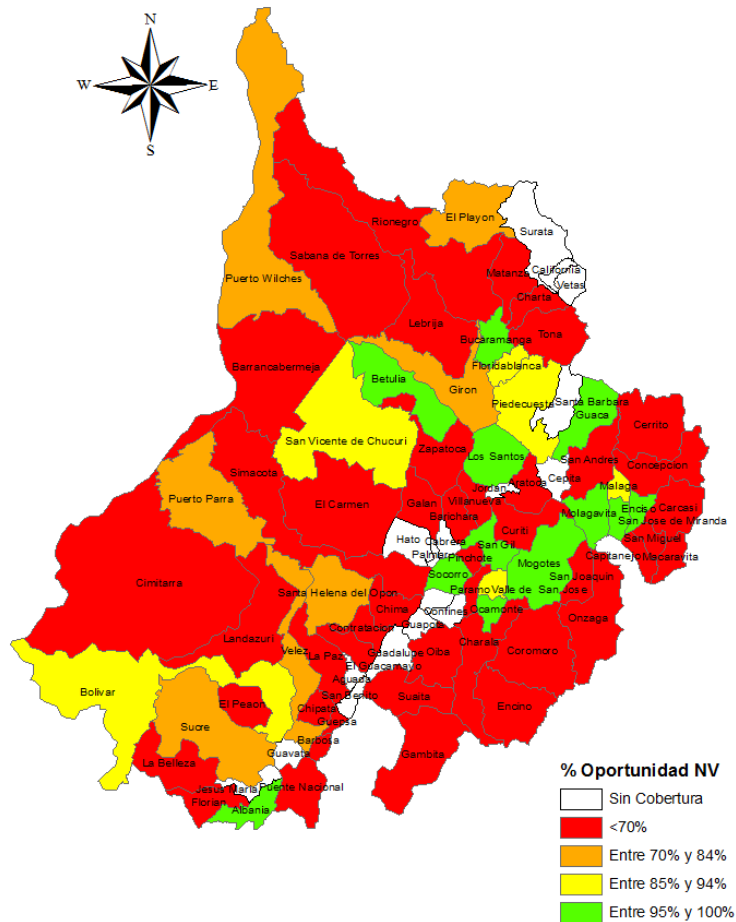 N
W
E
S
El Playon
Surata
Rionegro
Sabana de Torres
California
Matanza
Vetas
Puerto Wilches
Charta
Lebrija
Tona
Bucaramanga
Barrancabermeja
Floridablanca
Betulia
Giron
Piedecuesta
Santa Barbara
Guaca
San Vicente de Chucuri
Cerrito
Zapatoca
Los Santos
San Andres
Concepcion
Simacota
Cepita
Puerto Parra
Aratoca
Malaga
Jordan
El Carmen
Galan
Villanueva
Enciso
Carcasi
Molagavita
Barichara
San Jose de Miranda
Curiti
Hato
Cabrera
San Gil
San Miguel
Palmar
Pinchote
Capitanejo
Macaravita
Mogotes
Socorro
San Joaquin
Cimitarra
Santa Helena del Opon
Paramo
Valle de San Jose
Chima
Confines
Ocamonte
Onzaga
Guapota
Contratacion
Landazuri
Charala
Velez
Guadalupe
Oiba
Coromoro
La Paz
El Guacamayo
Aguada
Bolivar
San Benito
Suaita
El Penon
Chipata
Encino
Guepsa
Sucre
Barbosa
Guavata
Gambita
La Belleza
Jesus Maria
Puente Nacional
Florian
Albania
% Oportunidad NV
Sin Cobertura
<70%
Entre 70% y 84%
Entre 85% y 94%
Entre 95% y 100%